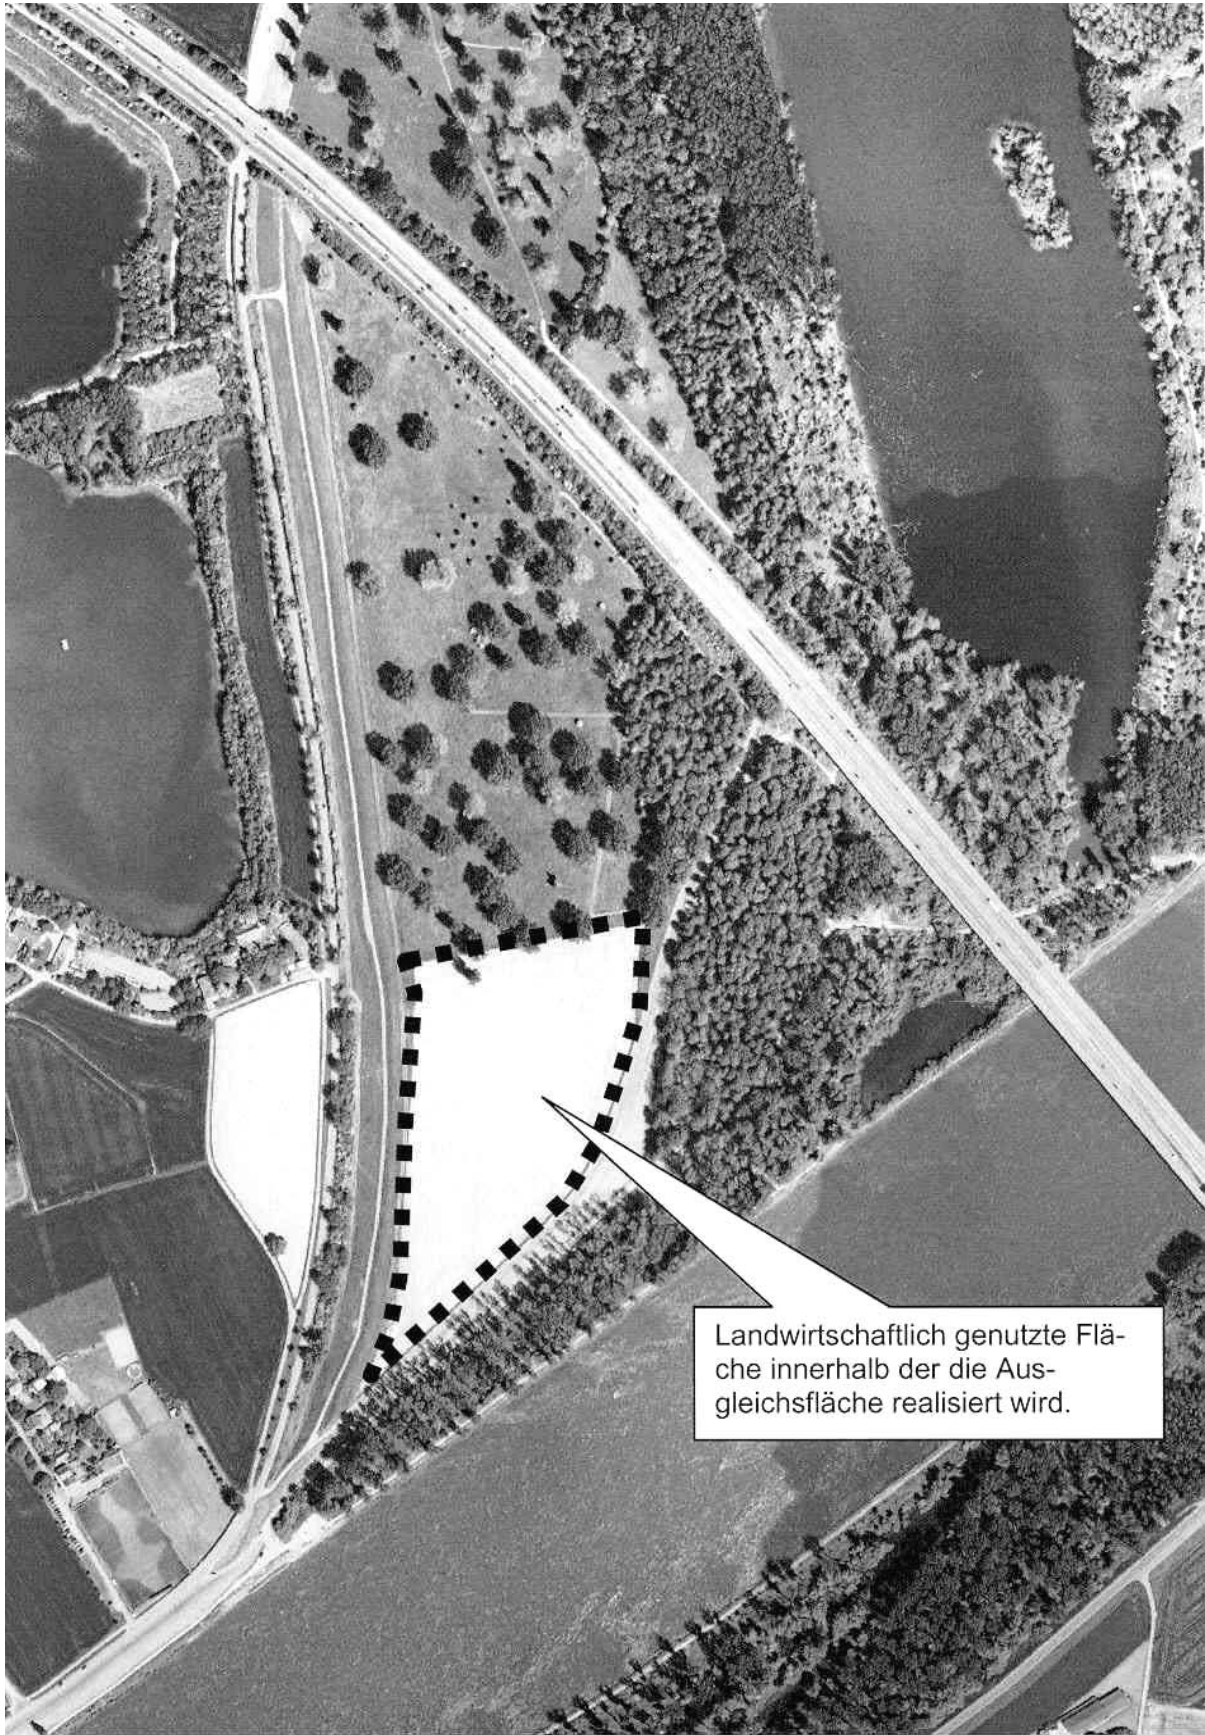 Landwirtschaftlich genutzte Flä-
che innerhalb der die Aus-
gleichsfläche realisiert wird.